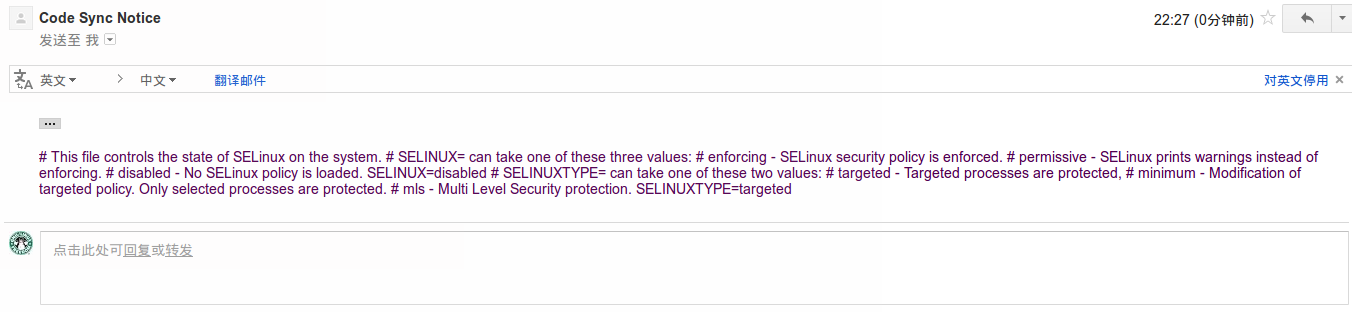 Code Sync Notice
22:27 (0分钟前)
发送至 我
英文 中文 翻译邮件 对英文停用
# This file controls the state of SELinux on the system. # SELINUX= can take one of these three values: # enforcing - SELinux security policy is enforced. # permissive - SELinux prints warnings instead of
enforcing. # disabled - No SELinux policy is loaded. SELINUX=disabled # SELINUXTYPE= can take one of these two values: # targeted - Targeted processes are protected, # minimum - Modification of
targeted policy. Only selected processes are protected. # mls - Multi Level Security protection. SELINUXTYPE=targeted
点击此处可回复或转发